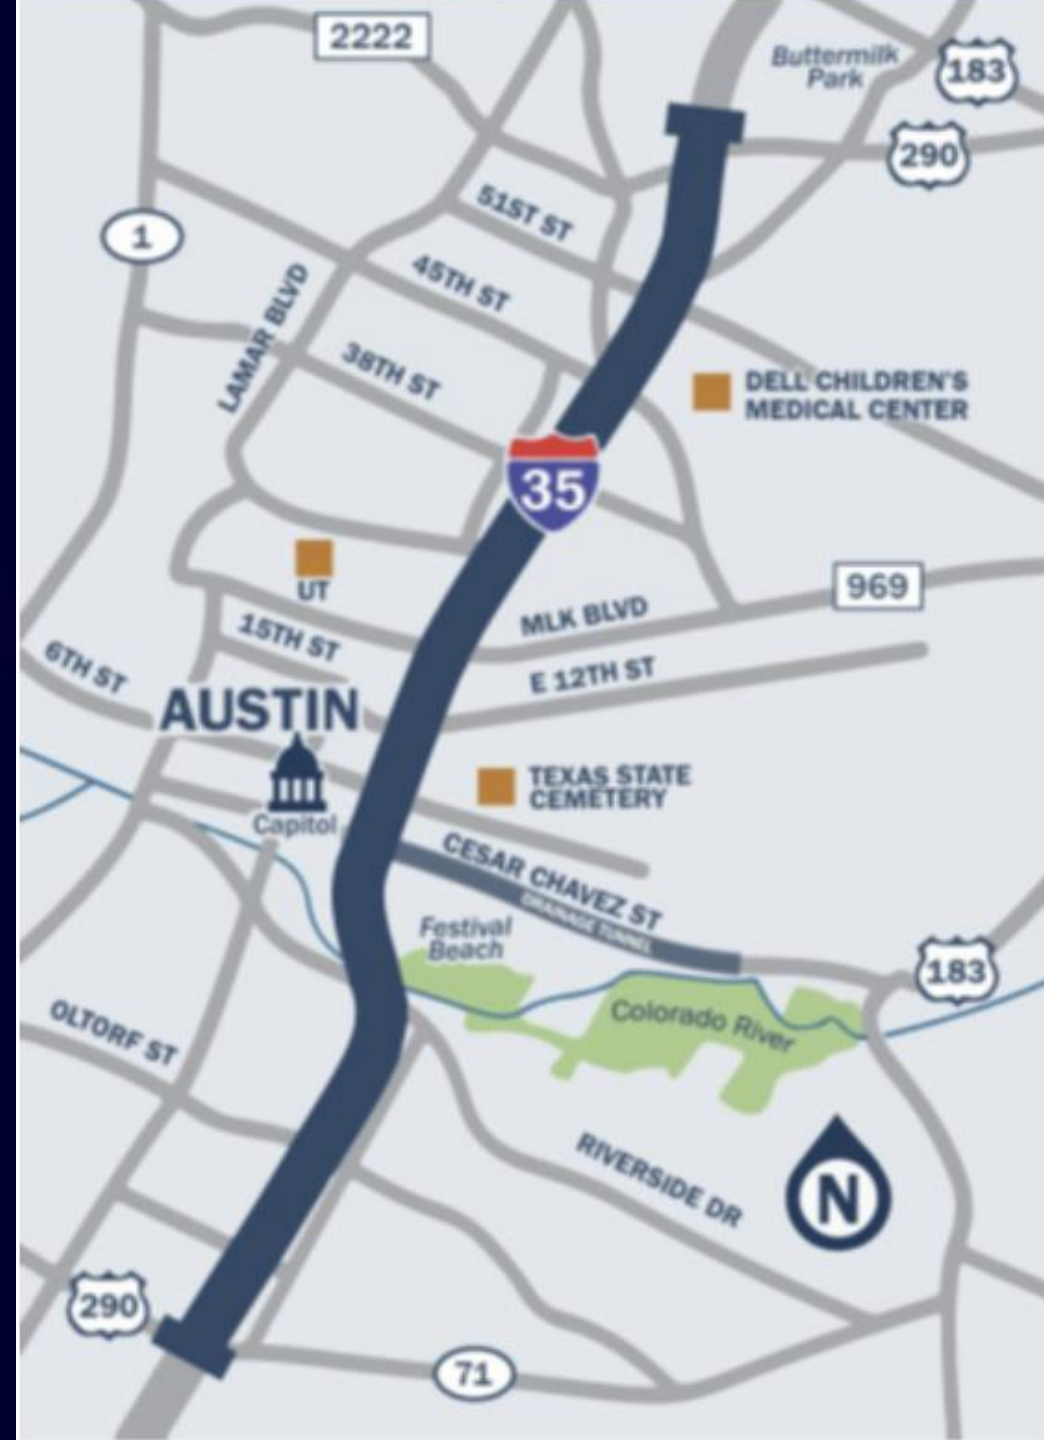 2222
Buttermilk
Park
183
290
51ST ST
1
45TH ST
LAMAR BLVD
38TH ST
DELL CHILDREN'S
MEDICAL CENTER
35
UT
969
MLK BLVD
15TH ST
6TH ST
E 12TH ST
AUSTIN
TEXAS STATE
CEMETERY
Capitol
CESAR CHAVEZ ST
DRAINAGE TUNNEL
Festival
Beach
183
Colorado River
OLTORF ST
RIVERSIDE DR
N
290
71